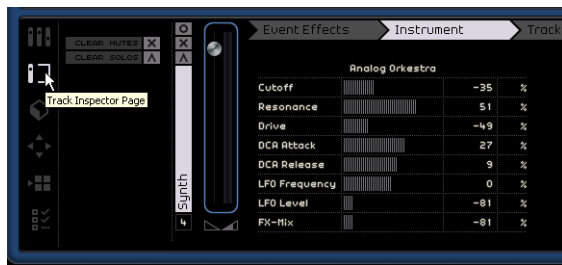 Event Effects Instrument Track
CLEAR MUTES X
CLEAR SOLOS Λ
O
X
Λ
Track Inspector Page
Synth
4
Analog Orkestra
Cutoff -35 %
Resonance 51 %
Drive -49 %
DCA Attack 27 %
DCA Release 9 %
LFO Frequency 0 %
LFO Level -81 %
FX-Mix -81 %